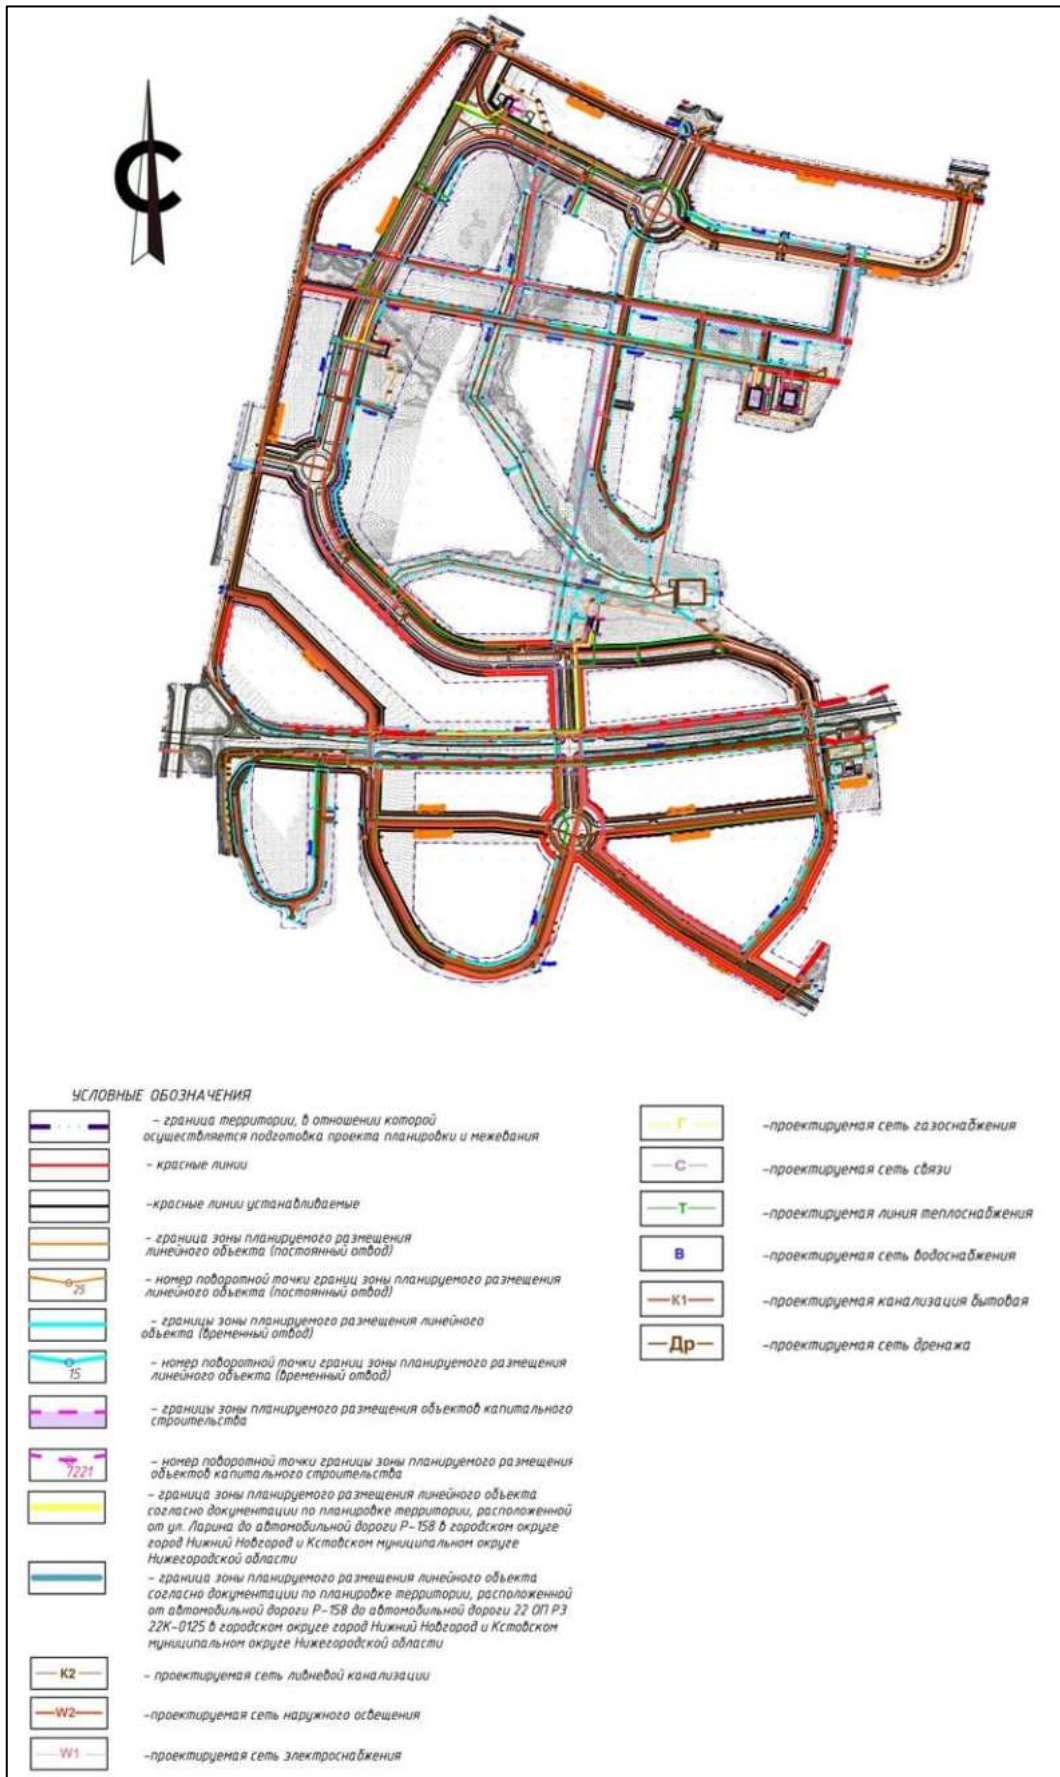 С
УСЛОВНЫЕ ОБОЗНАЧЕНИЯ
– граница территории, в отношении которой
осуществляется подготовка проекта планировки и межевания
– красные линии
–красные линии устанавливаемые
– граница зоны планируемого размещения
линейного объекта (постоянный отвод)
25
– номер поворотной точки границ зоны планируемого размещения
линейного объекта (постоянный отвод)
– границы зоны планируемого размещения линейного
объекта (временный отвод)
15
– номер поворотной точки границ зоны планируемого размещения
линейного объекта (временный отвод)
– границы зоны планируемого размещения объектов капитального
строительства
7221
– номер поворотной точки границы зоны планируемого размещения
объектов капитального строительства
– граница зоны планируемого размещения линейного объекта
согласно документации по планировке территории, расположенной
от ул. Ларина до автомобильной дороги Р-158 в городском округе
город Нижний Новгород и Кстовском муниципальном округе
Нижегородской области
– граница зоны планируемого размещения линейного объекта
согласно документации по планировке территории, расположенной
от автомобильной дороги Р-158 до автомобильной дороги 22 ОП РЗ
22К-0125 в городском округе город Нижний Новгород и Кстовском
муниципальном округе Нижегородской области
К2
– проектируемая сеть ливневой канализации
W2
–проектируемая сеть наружного освещения
W1
–проектируемая сеть электроснабжения
Г
–проектируемая сеть газоснабжения
С
–проектируемая сеть связи
Т
–проектируемая линия теплоснабжения
В
–проектируемая сеть водоснабжения
К1
–проектируемая канализация бытовая
Др
–проектируемая сеть дренажа